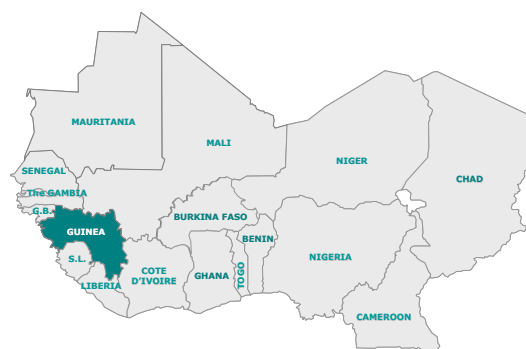 MAURITANIA
MALI
NIGER
CHAD
SENEGAL
The GAMBIA
G.B.
GUINEA
S.L.
LIBERIA
COTE
D'IVOIRE
BURKINA FASO
GHANA
TOGO
BENIN
NIGERIA
CAMEROON